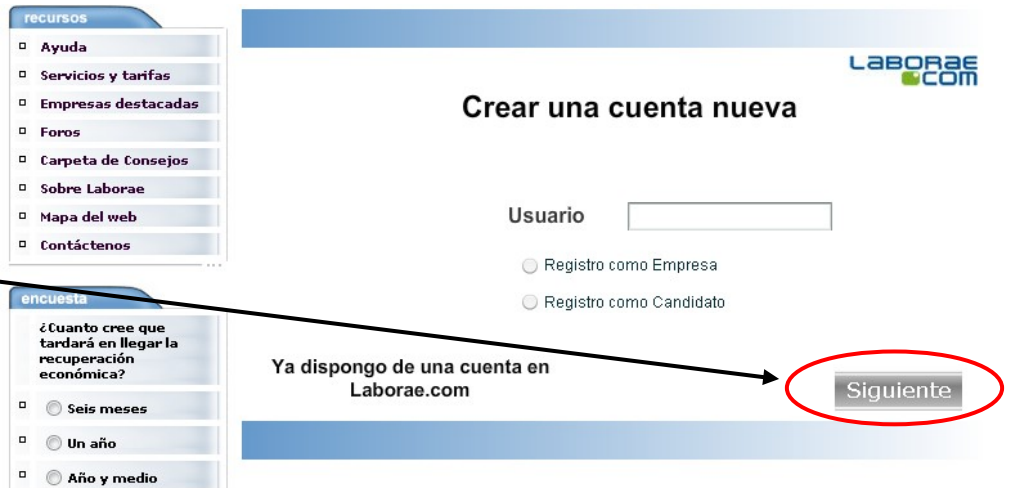 recursos
Ayuda
Servicios y tarifas
Empresas destacadas
Foros
Carpeta de Consejos
Sobre Laborae
Mapa del web
Contáctenos
encuesta
¿Cuanto cree que
tardará en llegar la
recuperación
económica?
Seis meses
Un año
Año y medio
LABORAE
COM
Crear una cuenta nueva
Usuario
Registro como Empresa
Registro como Candidato
Ya dispongo de una cuenta en
Laborae.com
Siguiente